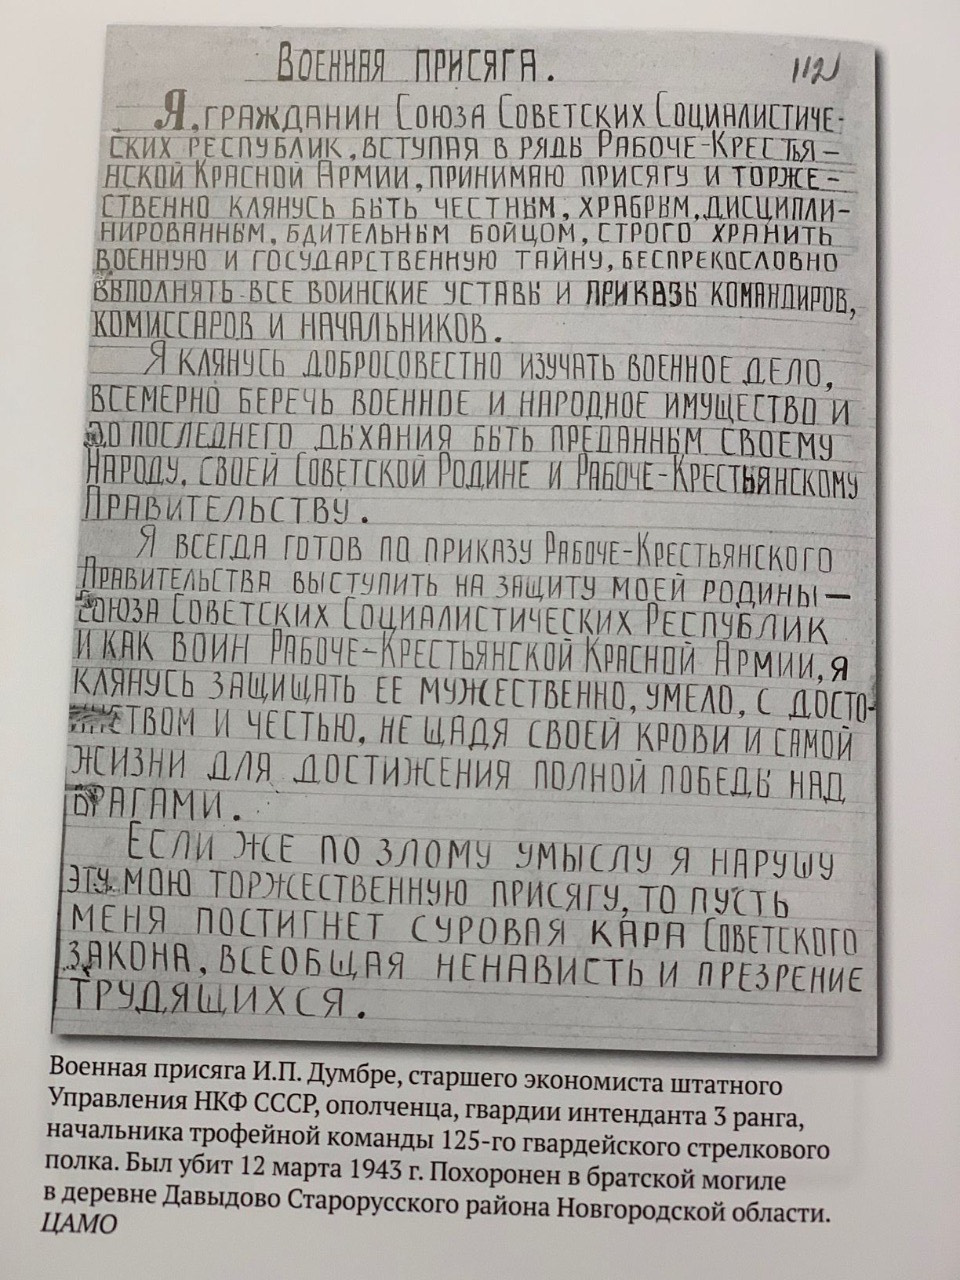 Военная присяга.
112
Я, гражданин Союза Советских Социалистиче-
ских республик, вступая в ряды Рабоче-Крестья-
нской Красной Армии, принимаю присягу и торже-
ственно клянусь быть честным, храбрым, дисципли-
нированным, бдительным бойцом, строго хранить
военную и государственную тайну, беспрекословно
выполнять все воинские уставы и приказы командиров,
комиссаров и начальников.
Я клянусь добросовестно изучать военное дело,
всемерно беречь военное и народное имущество и
до последнего дыхания быть преданным своему
Народу, своей Советской Родине и Рабоче-Крестьянскому
Правительству.
Я всегда готов по приказу Рабоче-Крестьянского
Правительства выступить на защиту моей родины —
Союза Советских Социалистических Республик
и как воин Рабоче-Крестьянской Красной Армии, я
клянусь защищать ее мужественно, умело, с досто-
инством и честью, не щадя своей крови и самой
жизни для достижения полной победы над
врагами.
Если же по злому умыслу я нарушу
эту мою торжественную присягу, то пусть
меня постигнет суровая кара Советского
закона, всеобщая ненависть и презрение
трудящихся.
Военная присяга И.П. Думбре, старшего экономиста штатного
Управления НКФ СССР, ополченца, гвардии интенданта 3 ранга,
начальника трофейной команды 125-го гвардейского стрелкового
полка. Был убит 12 марта 1943 г. Похоронен в братской могиле
в деревне Давыдово Старорусского района Новгородской области.
ЦАМО